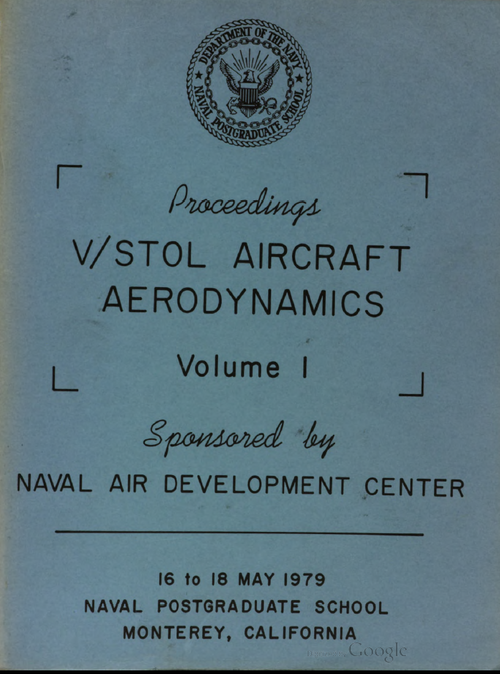 DEPARTMENT OF THE NAVY
NAVAL POSTGRADUATE SCHOOL
Proceedings
V/STOL AIRCRAFT
AERODYNAMICS
Volume I
Sponsored by
NAVAL AIR DEVELOPMENT CENTER
16 to 18 MAY 1979
NAVAL POSTGRADUATE SCHOOL
MONTEREY, CALIFORNIA
Google